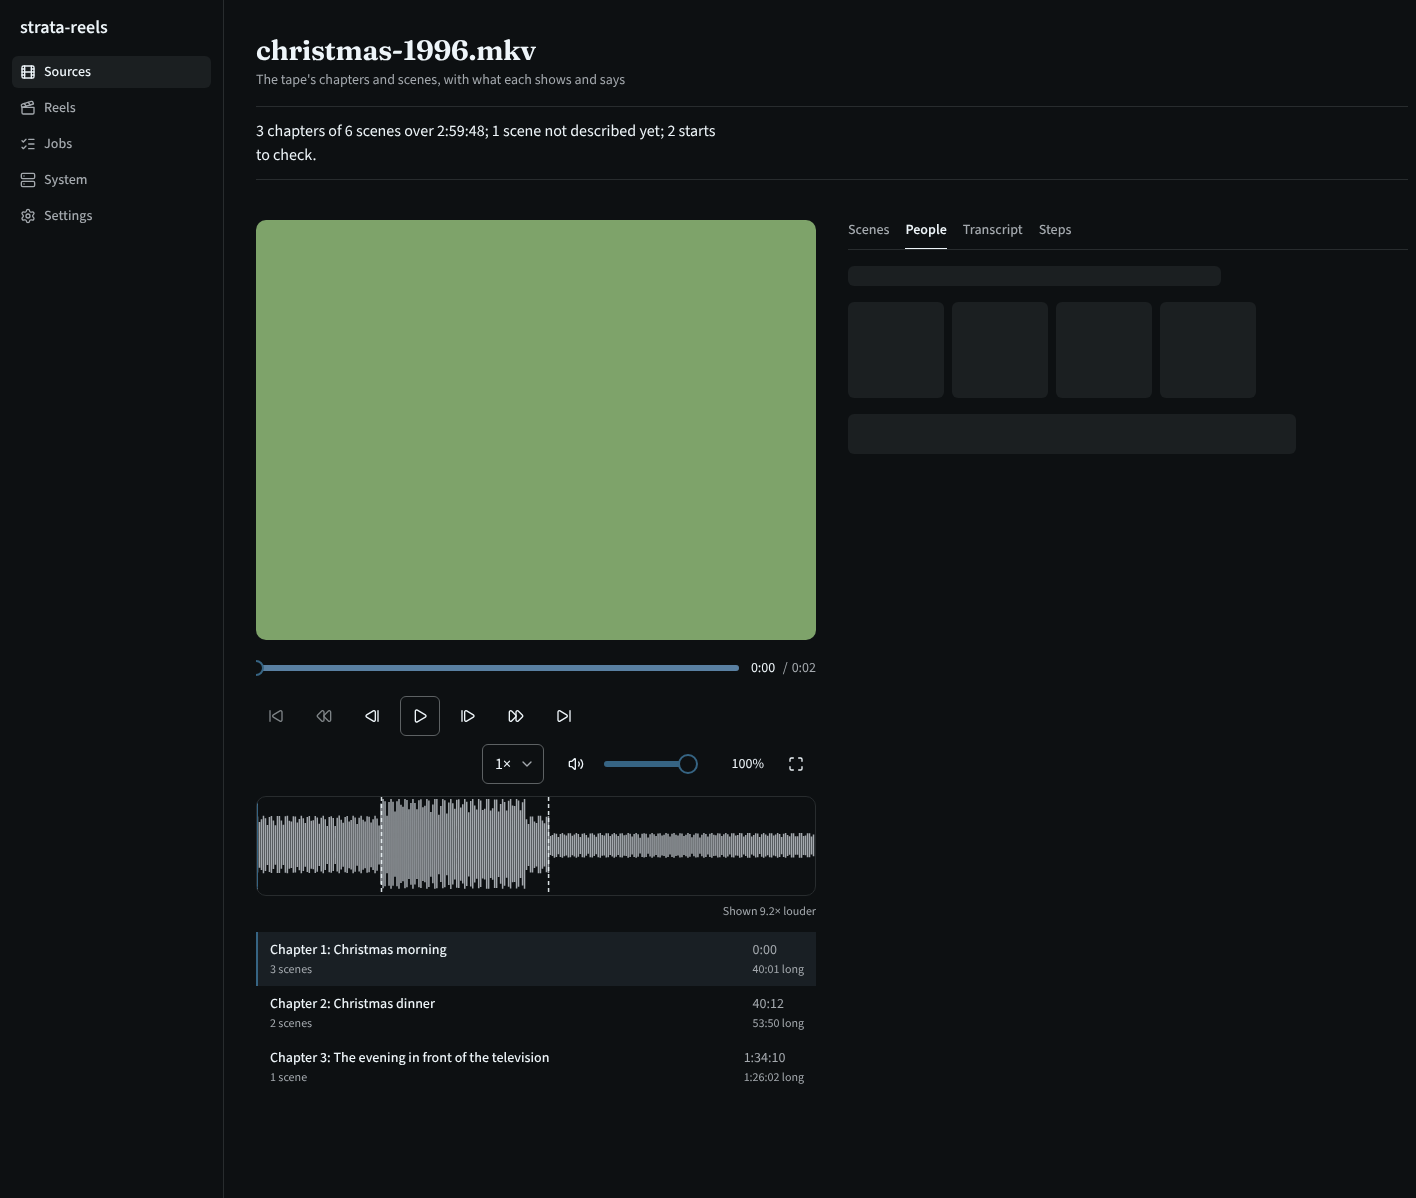 strata-reels
Sources
Reels
Jobs
System
Settings
christmas-1996.mkv
The tape's chapters and scenes, with what each shows and says
3 chapters of 6 scenes over 2:59:48; 1 scene not described yet; 2 starts
to check.
Scenes People Transcript Steps
0:00 / 0:02
1× 100%
Shown 9.2× louder
Chapter 1: Christmas morning 0:00
3 scenes 40:01 long
Chapter 2: Christmas dinner 40:12
2 scenes 53:50 long
Chapter 3: The evening in front of the television 1:34:10
1 scene 1:26:02 long